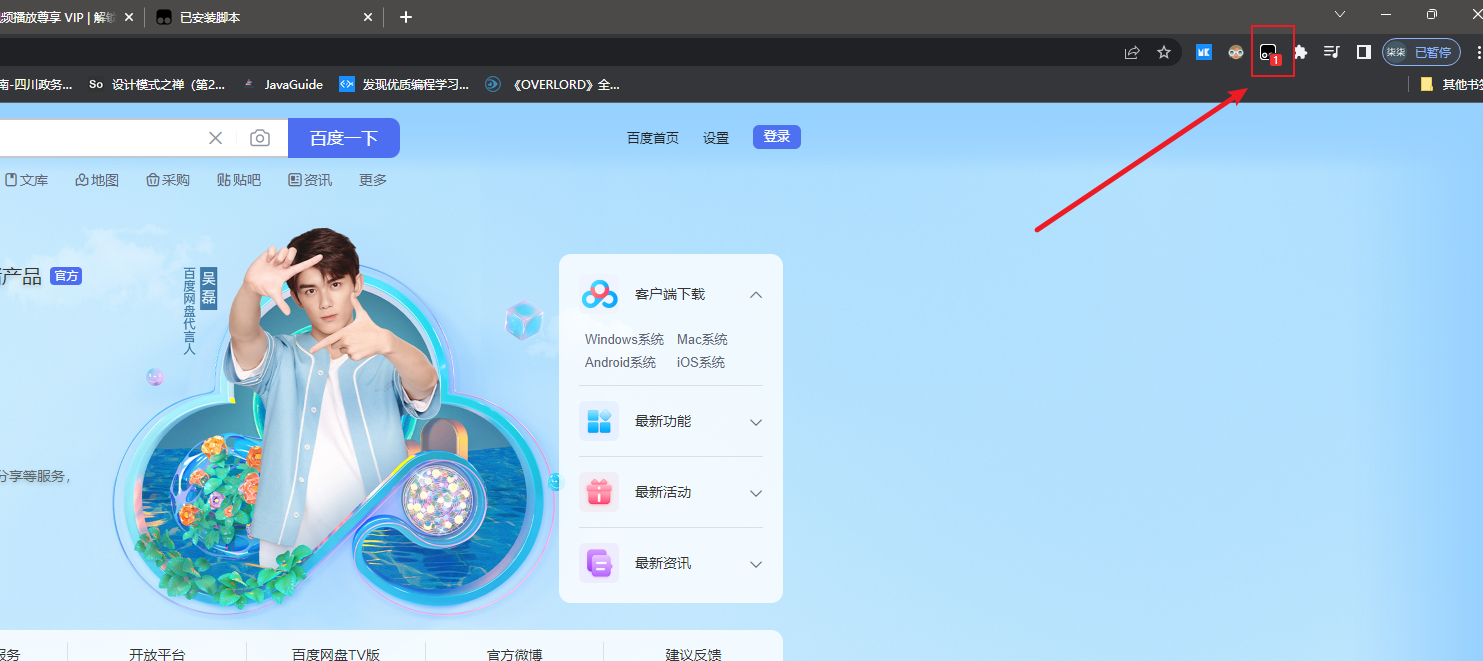 频播放尊享 VIP | 解锁
已安装脚本
1
柒柒 已暂停
南-四川政务...
So 设计模式之禅（第2...
JavaGuide
发现优质编程学习...
《OVERLORD》全...
其他书签
百度一下
百度首页
设置
登录
文库
地图
采购
贴吧
资讯
更多
产品 官方
吴磊
百度网盘代言人
客户端下载
Windows系统 Mac系统
Android系统 iOS系统
最新功能
分享等服务，
最新活动
最新资讯
服务
开放平台
百度网盘TV版
官方微博
建议反馈